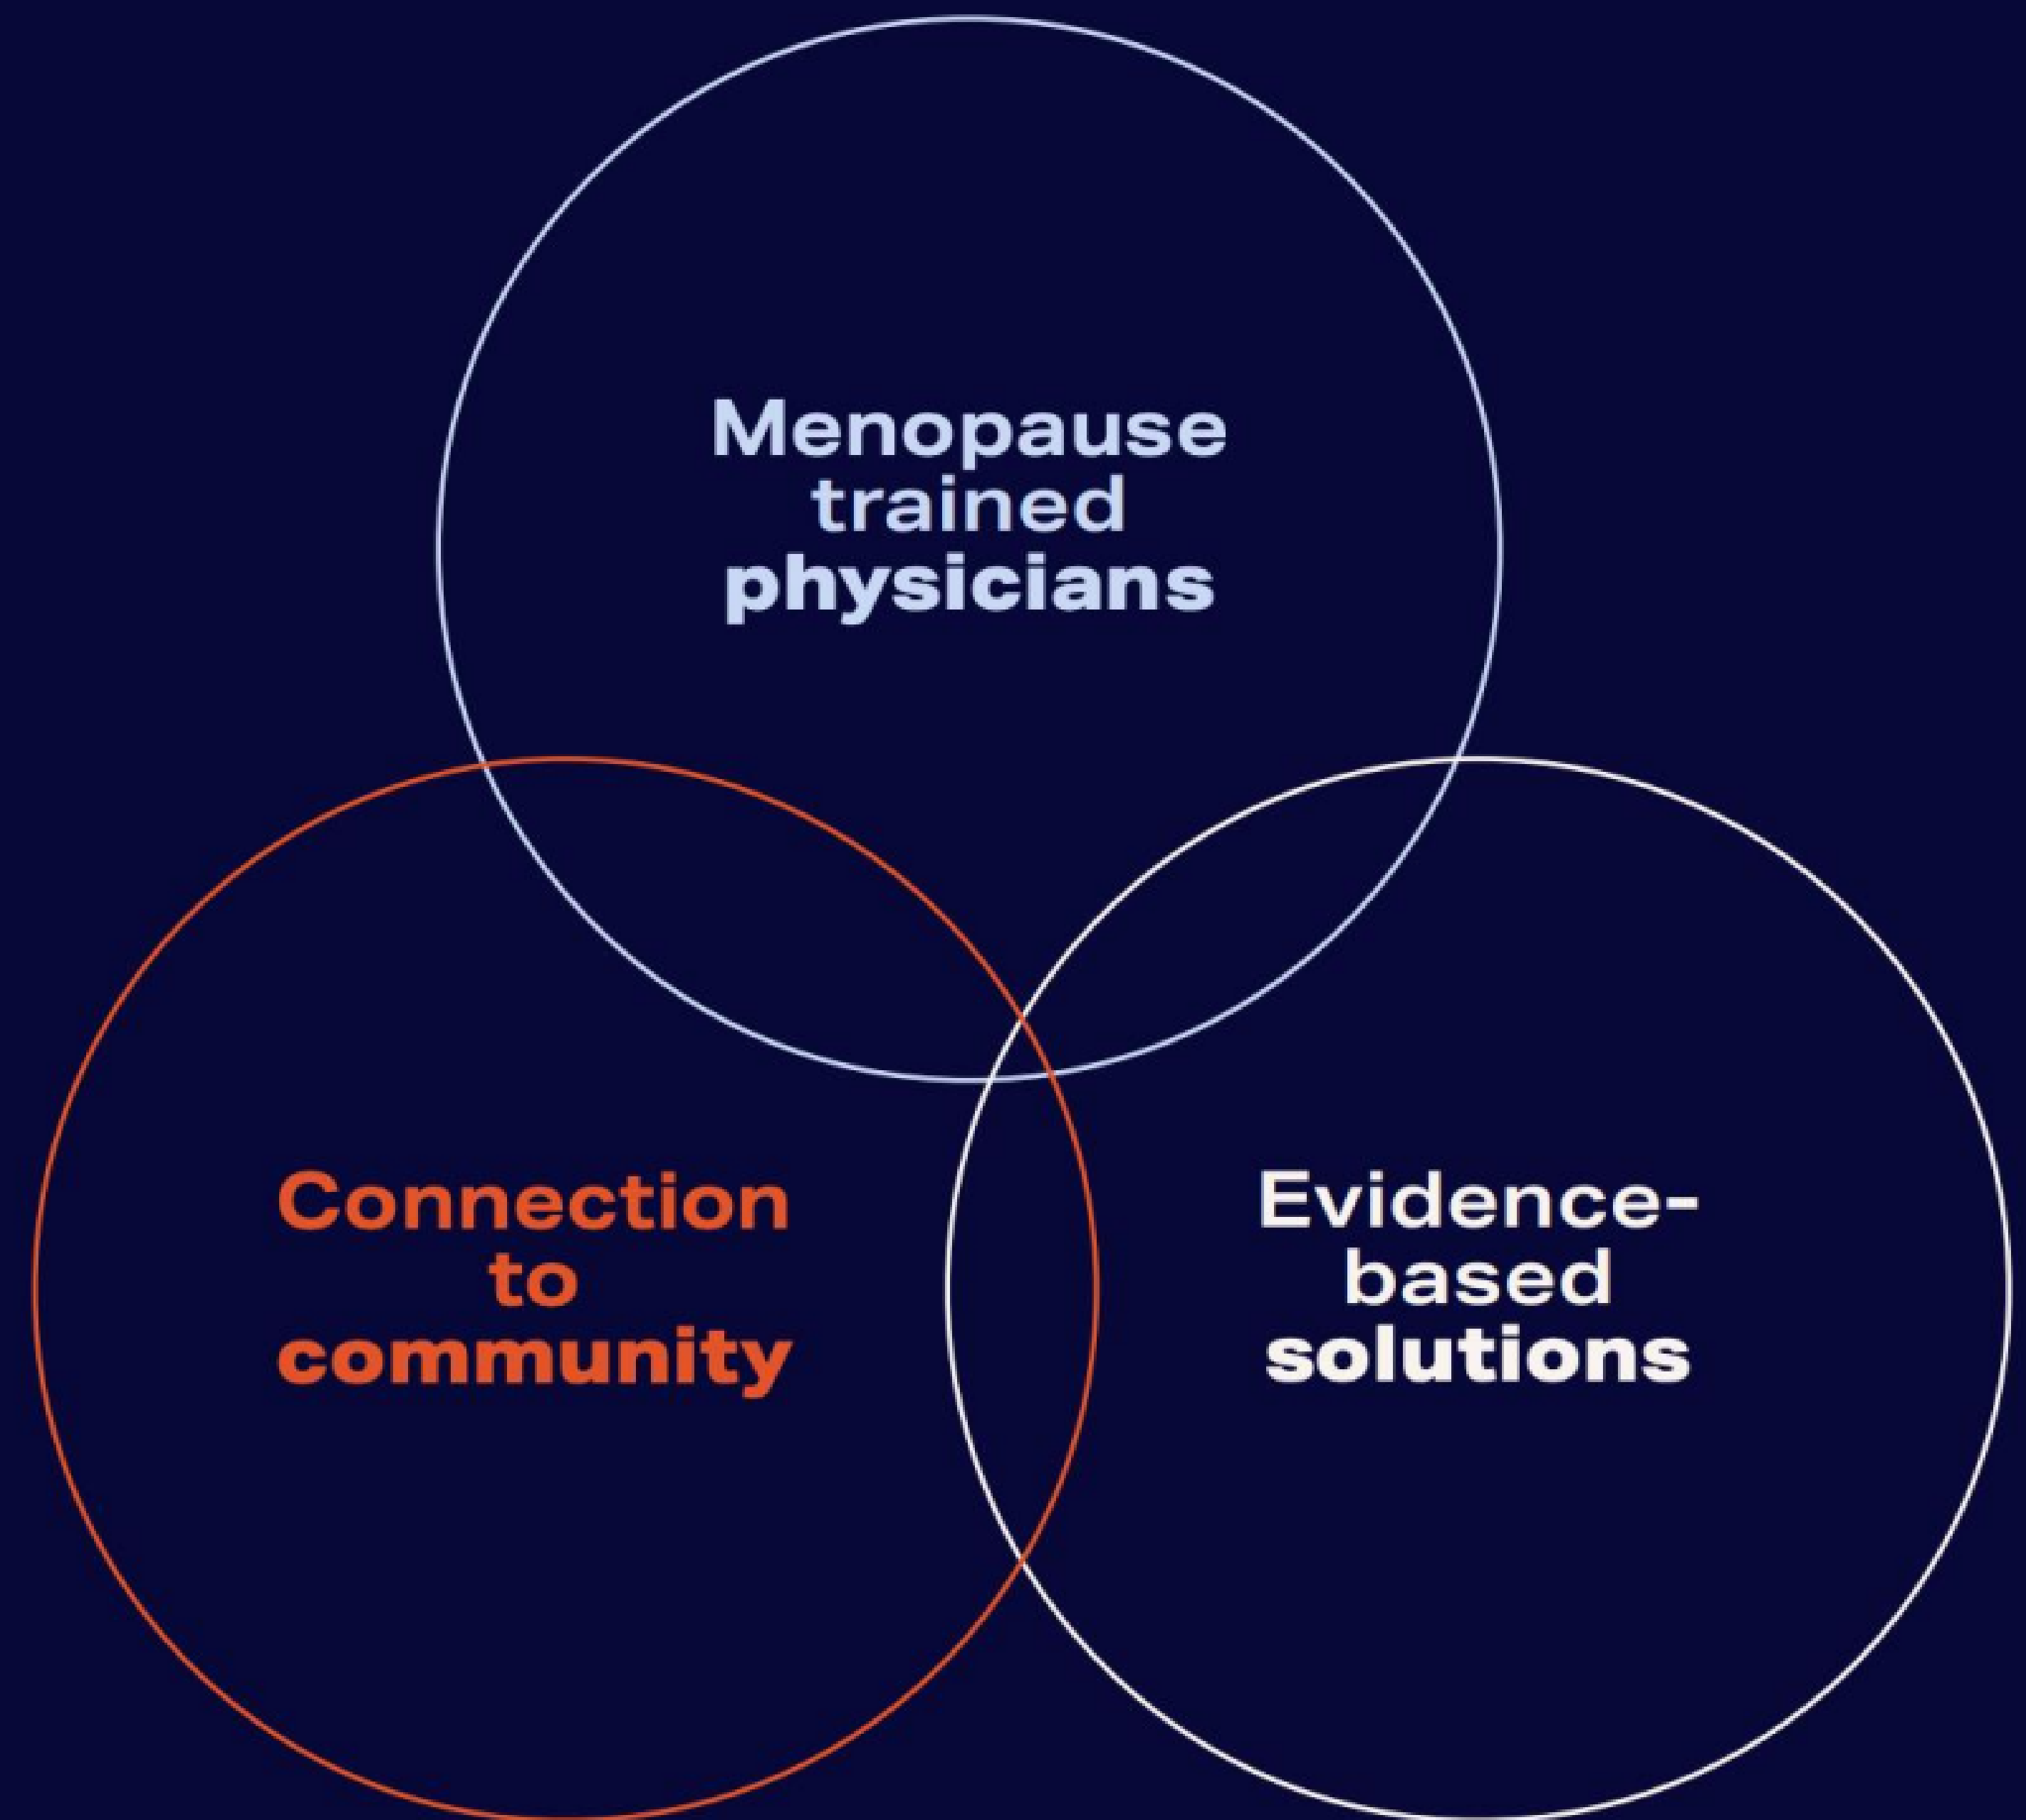 Menopause
trained
physicians
Connection
to
community
Evidence-
based
solutions